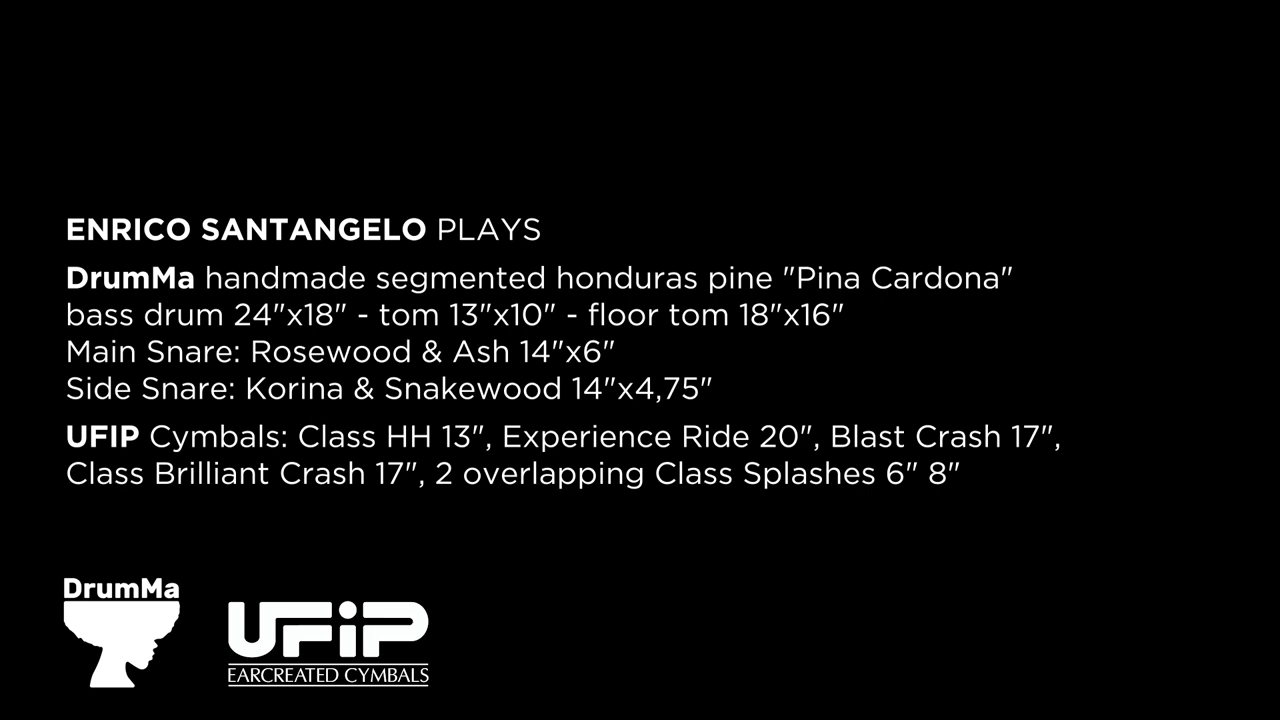 ENRICO SANTANGELO PLAYS
DrumMa handmade segmented honduras pine "Pina Cardona"
bass drum 24"x18" - tom 13"x10" - floor tom 18"x16"
Main Snare: Rosewood & Ash 14"x6"
Side Snare: Korina & Snakewood 14"x4,75"
UFIP Cymbals: Class HH 13", Experience Ride 20", Blast Crash 17",
Class Brilliant Crash 17", 2 overlapping Class Splashes 6" 8"
DrumMa
UFiP
EARCREATED CYMBALS